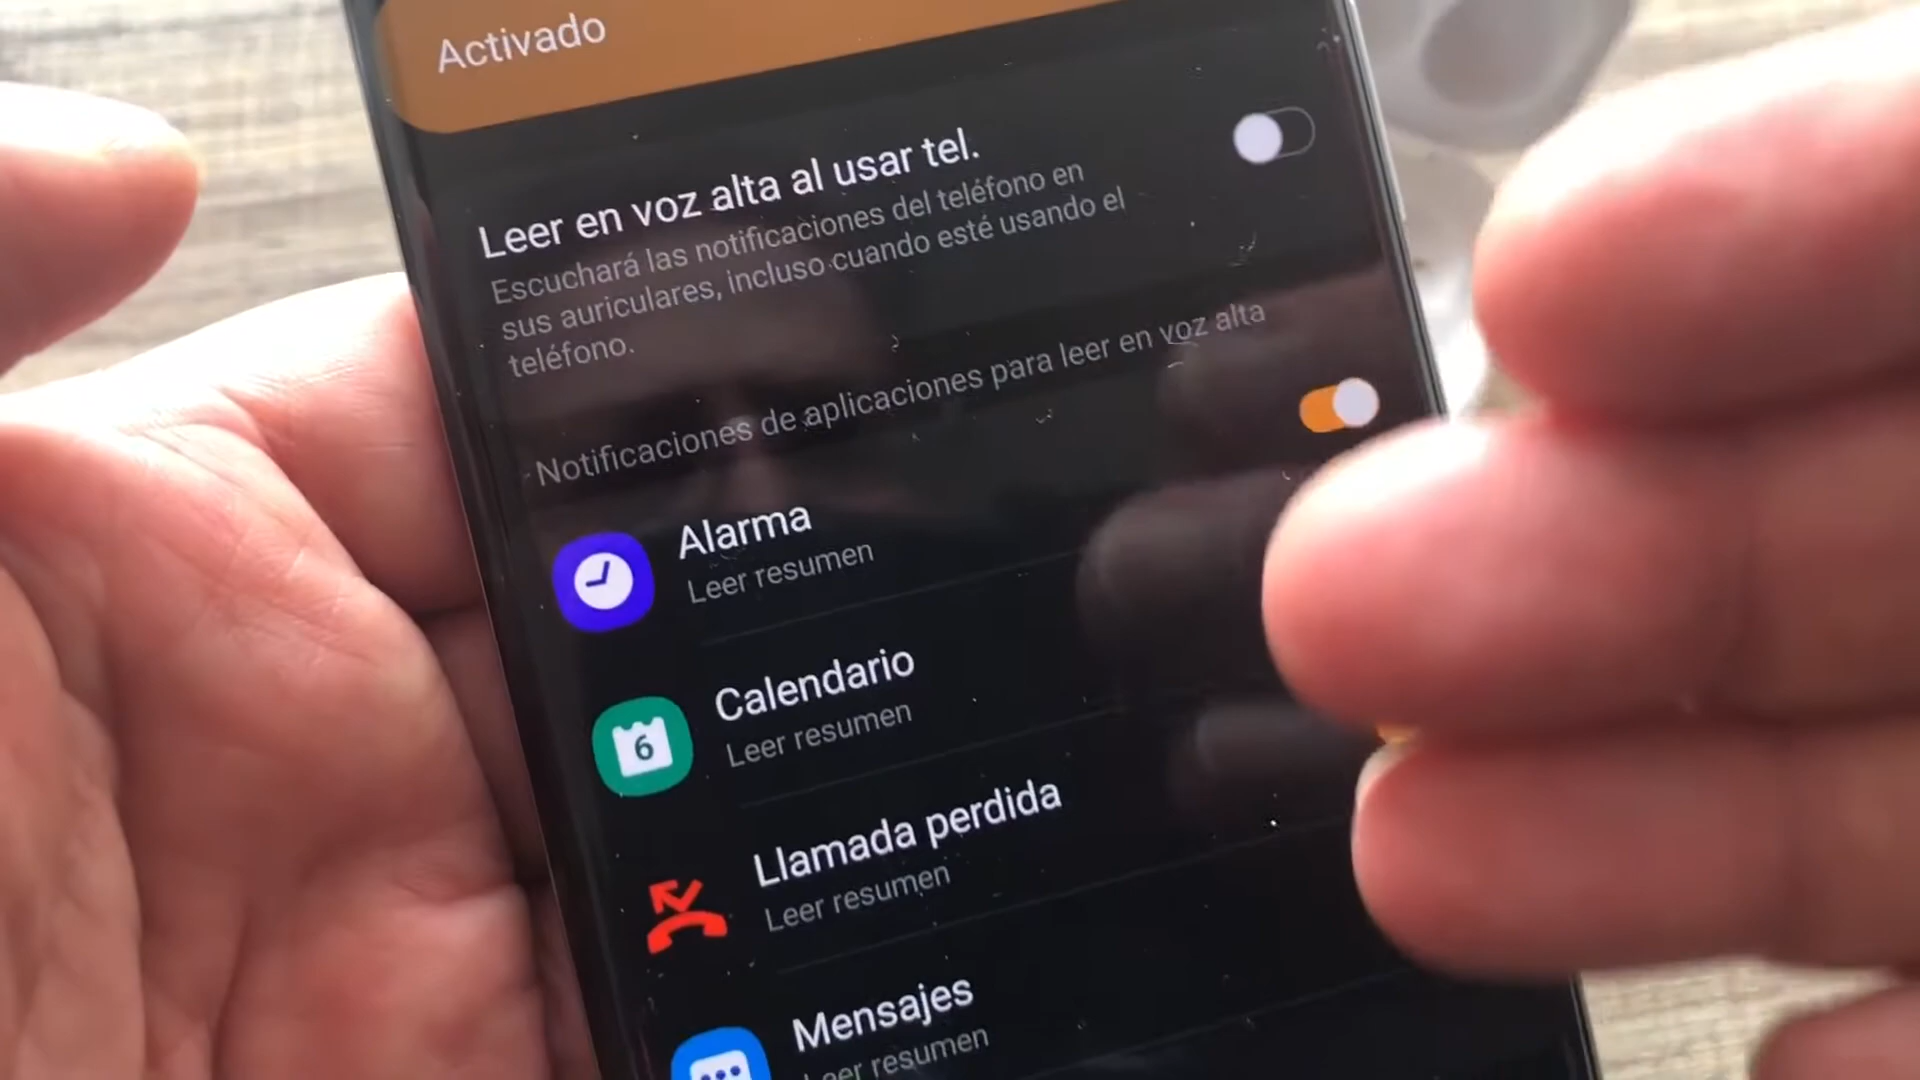 Activado
Leer en voz alta al usar tel.
Escuchará las notificaciones del teléfono en
sus auriculares, incluso cuando esté usando el
teléfono.
Notificaciones de aplicaciones para leer en voz alta
Alarma
Leer resumen
Calendario
6
Leer resumen
Llamada perdida
Leer resumen
Mensajes
Leer resumen